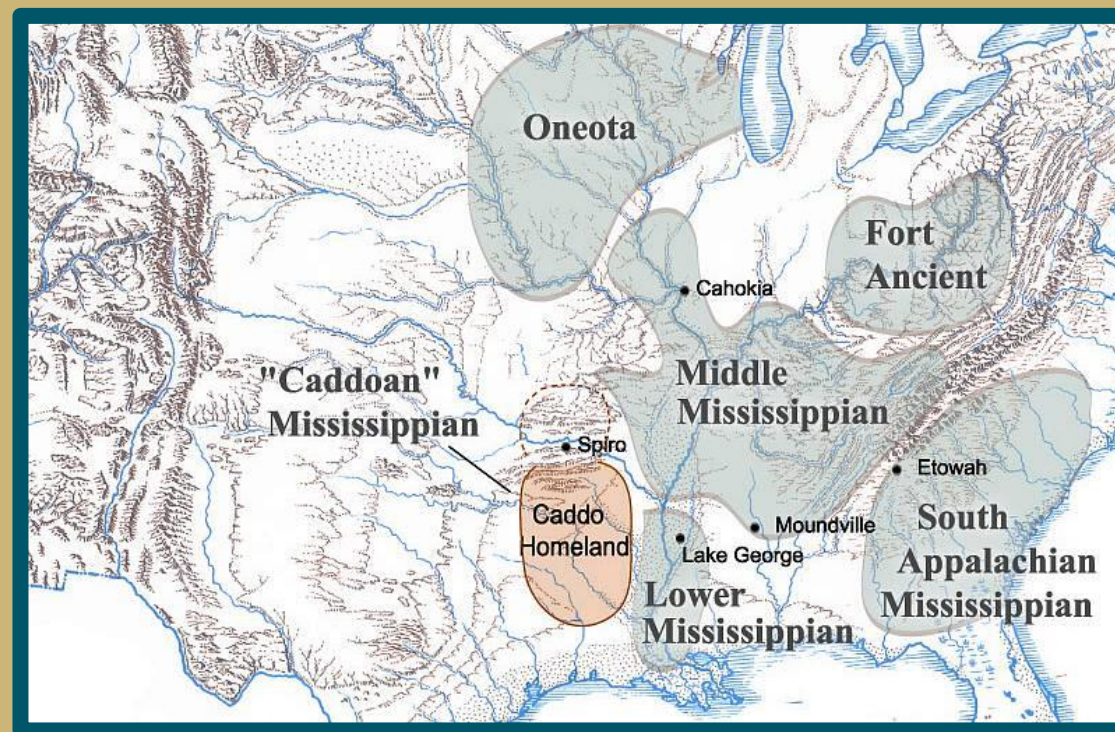 Oneota
Fort
Ancient
Cahokia
"Caddoan"
Mississippian
Middle
Mississippian
Spiro
Etowah
Caddo
Homeland
Moundville
Lake George
South
Appalachian
Mississippian
Lower
Mississippian